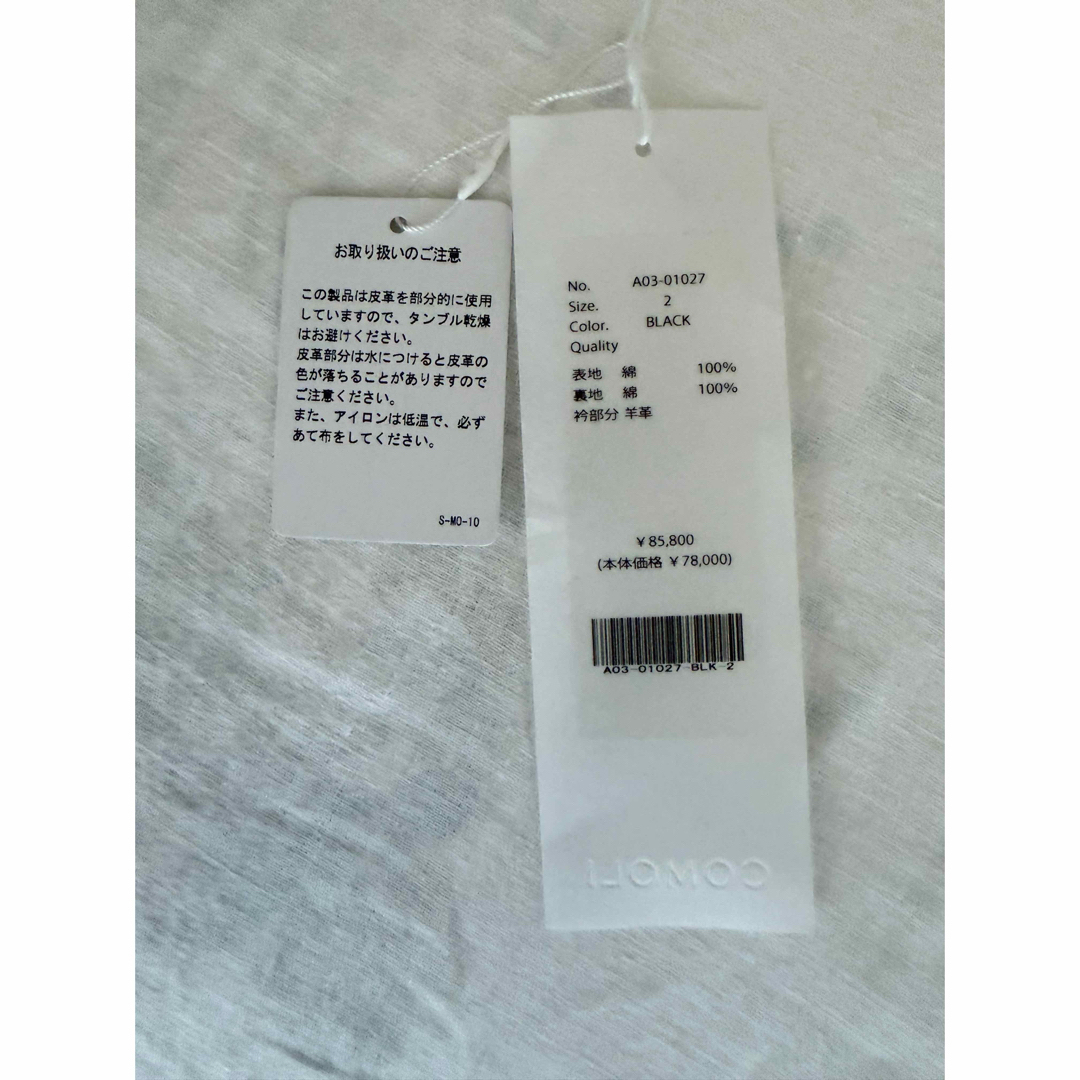 お取り扱いのご注意
この製品は皮革を部分的に使用
していますので、タンブル乾燥
はお避けください。
皮革部分は水につけると皮革の
色が落ちることがありますので
ご注意ください。
また、アイロンは低温で、必ず
あて布をしてください。
S-MO-10
No. A03-01027
Size. 2
Color. BLACK
Quality
表地 綿 100%
裏地 綿 100%
衿部分 羊革
￥85,800
(本体価格 ￥78,000)
A03-01027-BLK-2
COMOLI